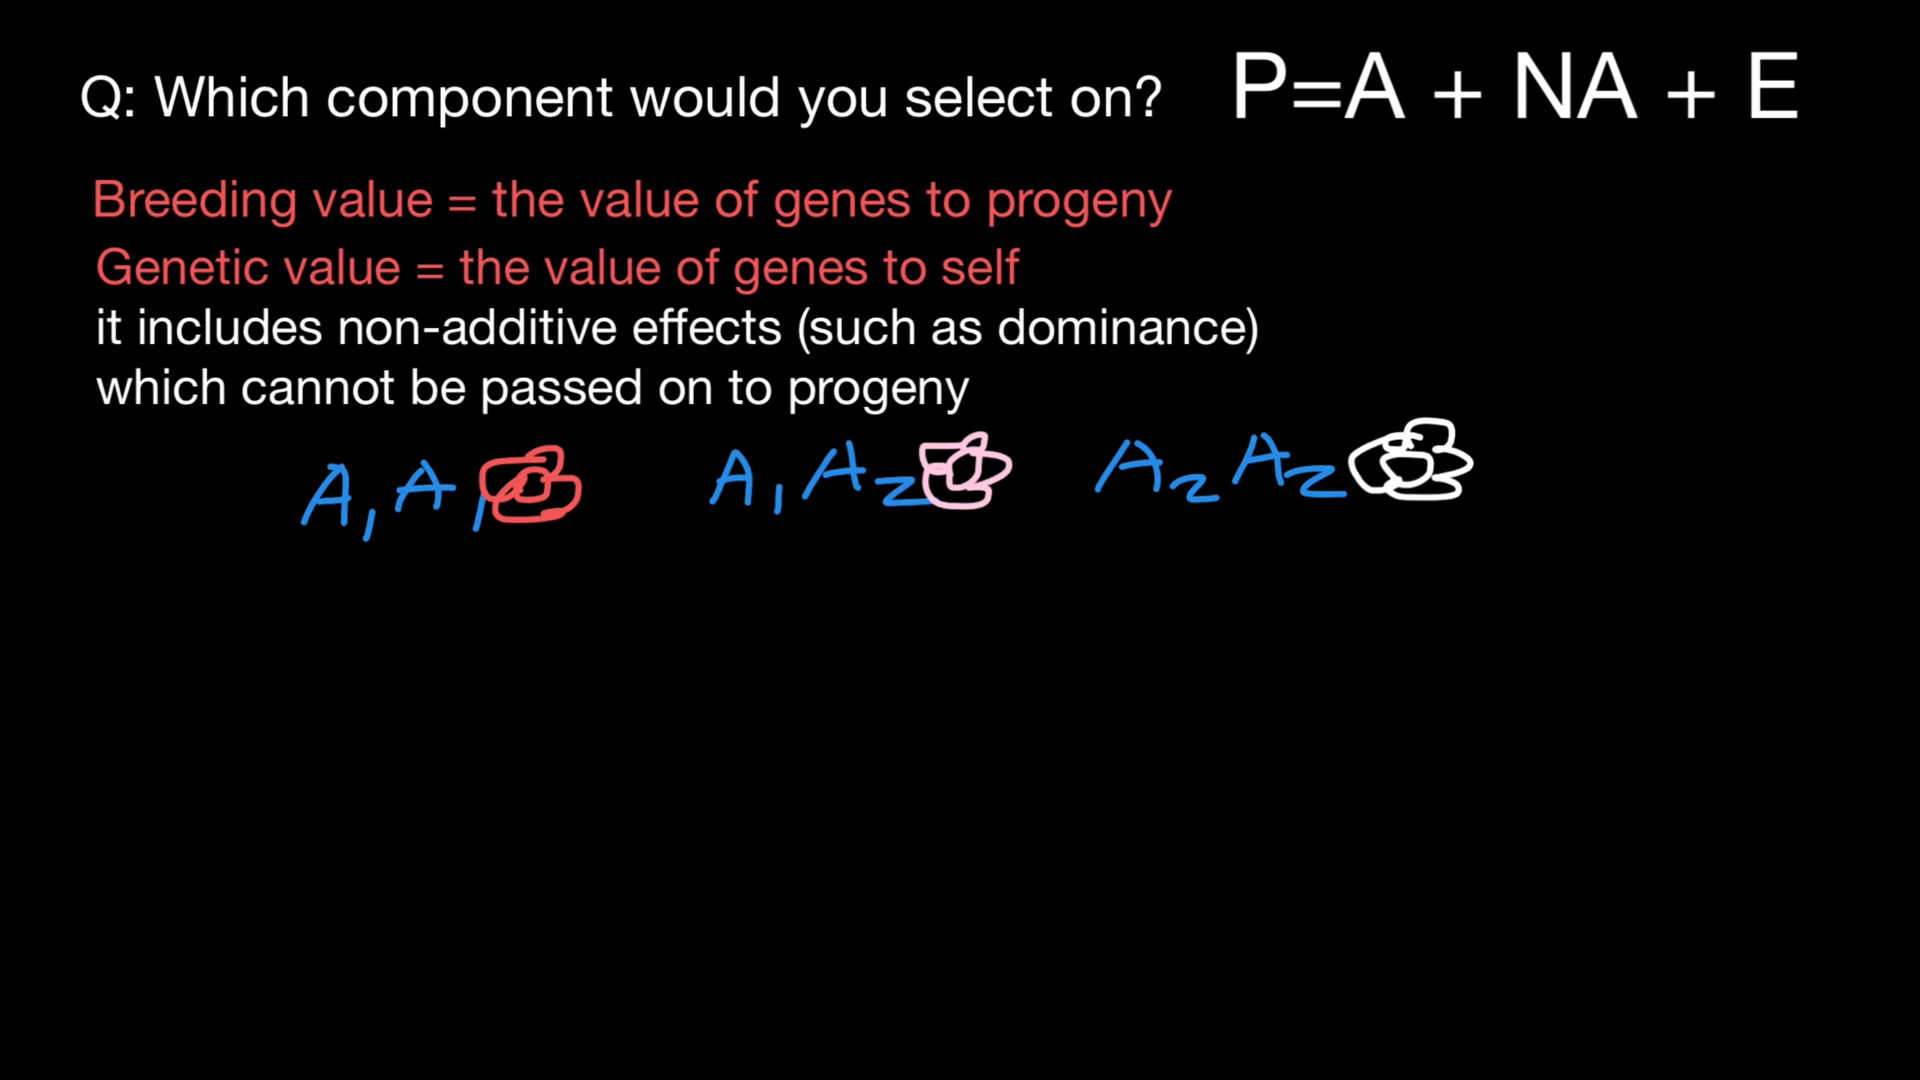 Q: Which component would you select on? P=A + NA + E
Breeding value = the value of genes to progeny
Genetic value = the value of genes to self
it includes non-additive effects (such as dominance)
which cannot be passed on to progeny
A₁A₁ A₁A₂ A₂A₂